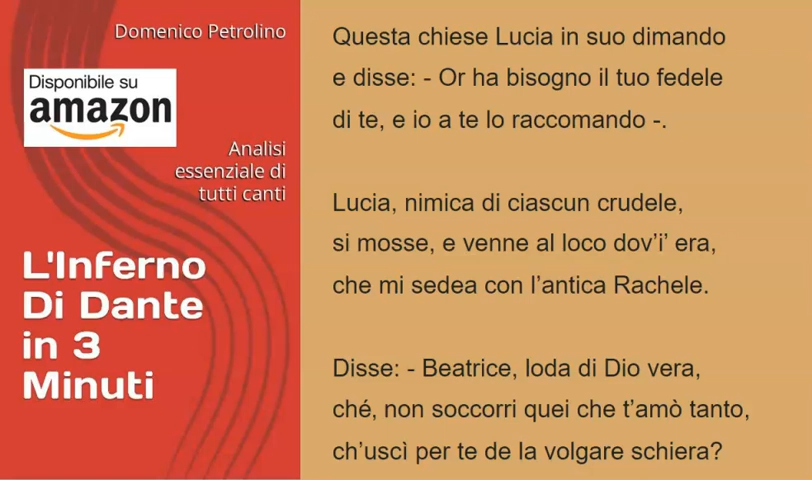 Domenico Petrolino
Disponibile su
amazon
Analisi
essenziale di
tutti canti
L'Inferno
Di Dante
in 3
Minuti
Questa chiese Lucia in suo dimando
e disse: - Or ha bisogno il tuo fedele
di te, e io a te lo raccomando -.
Lucia, nimica di ciascun crudele,
si mosse, e venne al loco dov’i’ era,
che mi sedea con l’antica Rachele.
Disse: - Beatrice, loda di Dio vera,
ché, non soccorri quei che t’amò tanto,
ch’uscì per te de la volgare schiera?